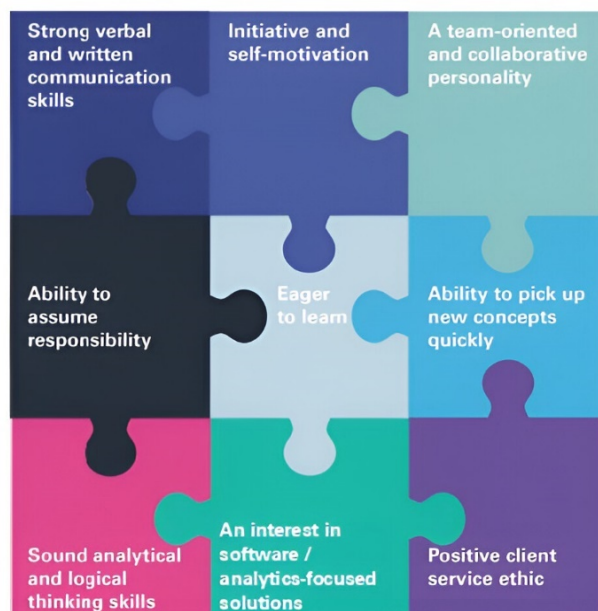 Strong verbal
and written
communication
skills
Initiative and
self-motivation
A team-oriented
and collaborative
personality
Ability to
assume
responsibility
Eager
to learn
Ability to pick up
new concepts
quickly
Sound analytical
and logical
thinking skills
An interest in
software /
analytics-focused
solutions
Positive client
service ethic